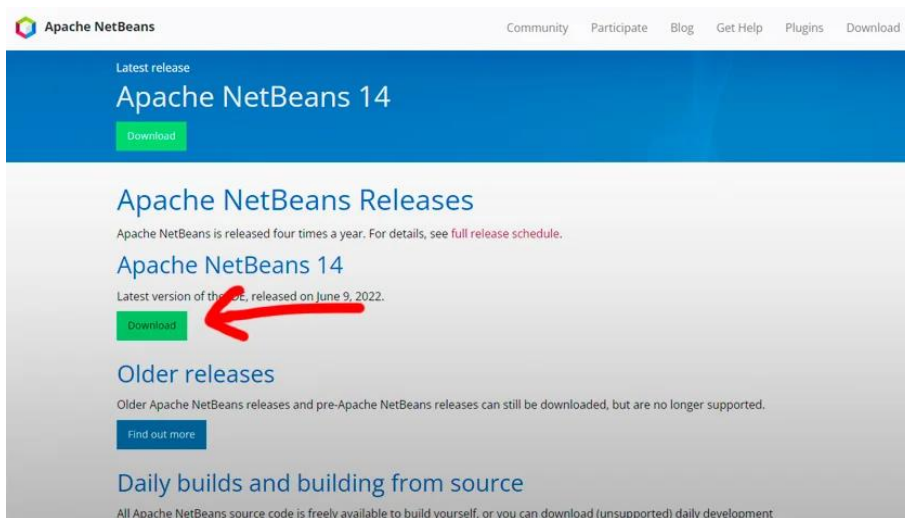 Apache NetBeans
Community Participate Blog Get Help Plugins Download
Latest release
Apache NetBeans 14
Download
Apache NetBeans Releases
Apache NetBeans is released four times a year. For details, see full release schedule.
Apache NetBeans 14
Latest version of the IDE, released on June 9, 2022.
Download
Older releases
Older Apache NetBeans releases and pre-Apache NetBeans releases can still be downloaded, but are no longer supported.
Find out more
Daily builds and building from source
All Apache NetBeans source code is freely available to build yourself, or you can download (unsupported) daily development